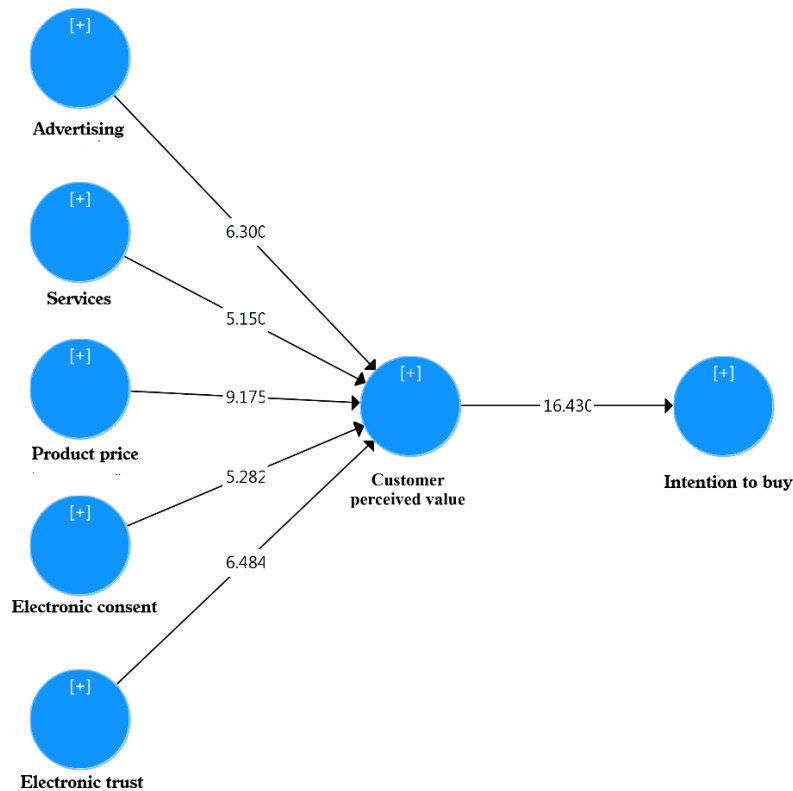 [+]
Advertising
6.300
[+]
Services
5.150
[+]
Product price
9.175
[+]
Electronic consent
5.282
[+]
Electronic trust
6.484
[+]
Customer
perceived value
16.430
[+]
Intention to buy